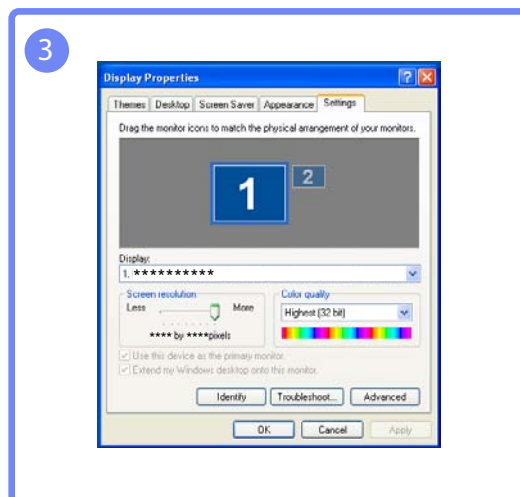 3
Display Properties
Themes Desktop Screen Saver Appearance Settings
Drag the monitor icons to match the physical arrangement of your monitors.
1 2
Display:
1. **********
Screen resolution Color quality
Less More Highest (32 bit)
**** by ****pixels
Use this device as the primary monitor.
Extend my Windows desktop onto this monitor.
Identify Troubleshoot... Advanced
OK Cancel Apply